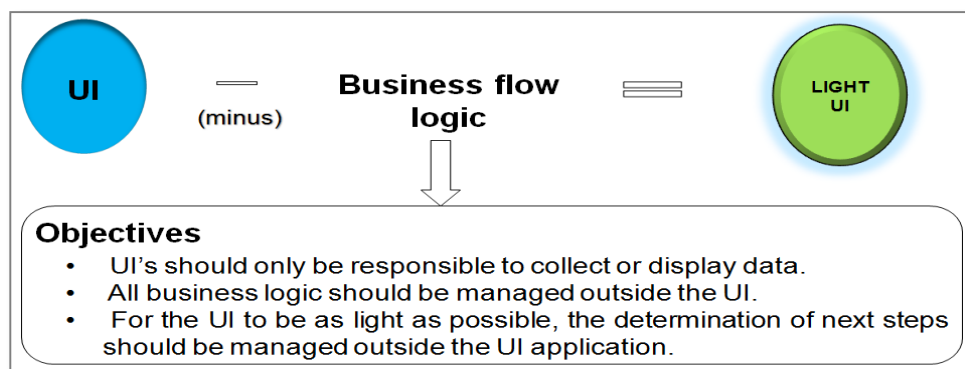 UI
(minus)
Business flow
logic
LIGHT
UI
Objectives
• UI's should only be responsible to collect or display data.
• All business logic should be managed outside the UI.
• For the UI to be as light as possible, the determination of next steps
should be managed outside the UI application.